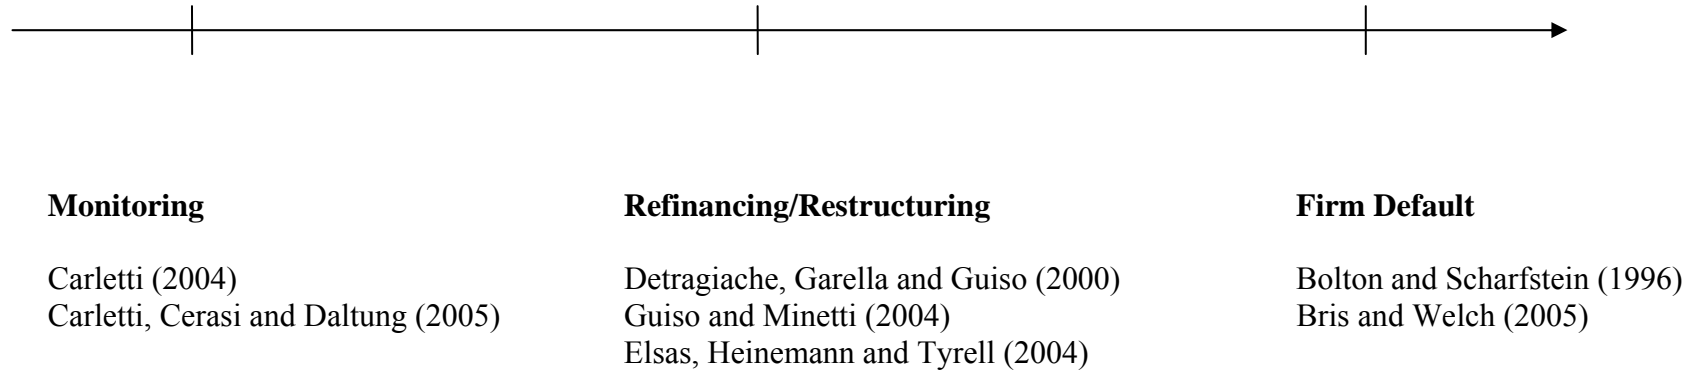 Monitoring
Carletti (2004)
Carletti, Cerasi and Daltung (2005)
Refinancing/Restructuring
Detragiache, Garella and Guiso (2000)
Guiso and Minetti (2004)
Elsas, Heinemann and Tyrell (2004)
Firm Default
Bolton and Scharfstein (1996)
Bris and Welch (2005)